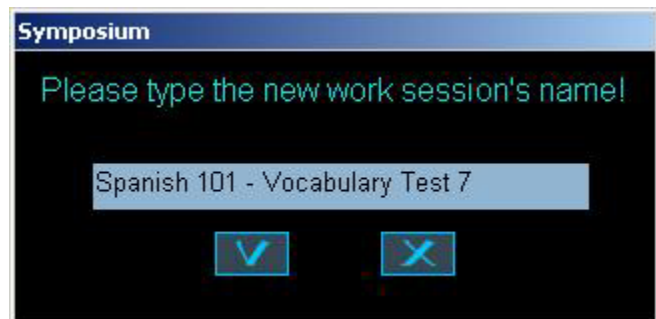 Symposium
Please type the new work session's name!
Spanish 101 - Vocabulary Test 7
V X